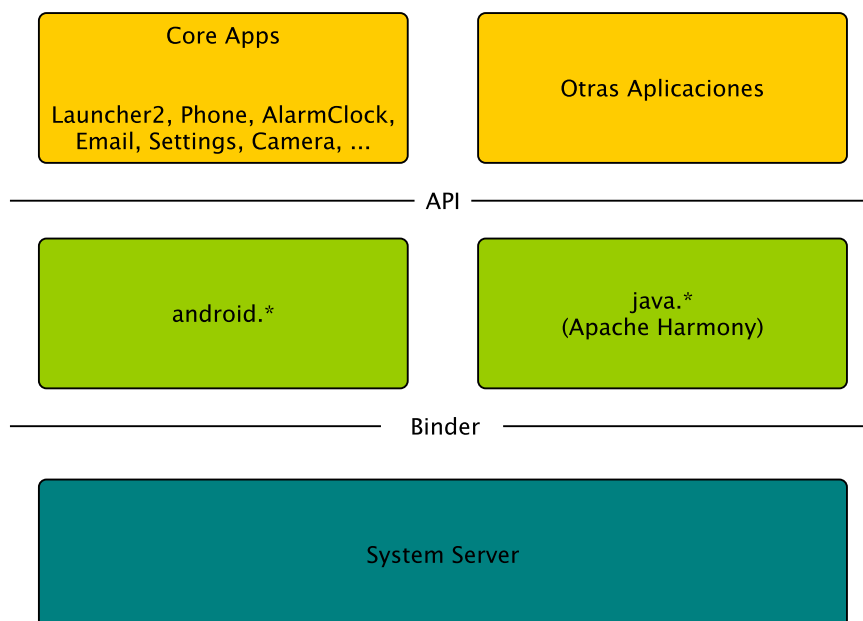 Core Apps
Launcher2, Phone, AlarmClock,
Email, Settings, Camera, ...
Otras Aplicaciones
API
android.*
java.*
(Apache Harmony)
Binder
System Server